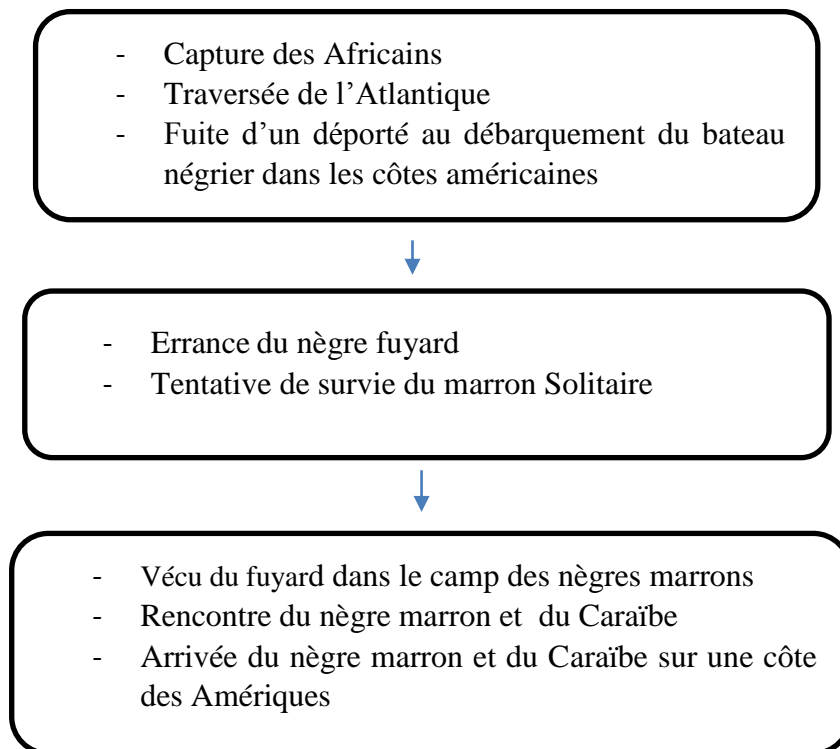 - Capture des Africains
- Traversée de l’Atlantique
- Fuite d’un déporté au débarquement du bateau
négrier dans les côtes américaines
- Errance du nègre fuyard
- Tentative de survie du marron Solitaire
- Vécu du fuyard dans le camp des nègres marrons
- Rencontre du nègre marron et du Caraïbe
- Arrivée du nègre marron et du Caraïbe sur une côte
des Amériques